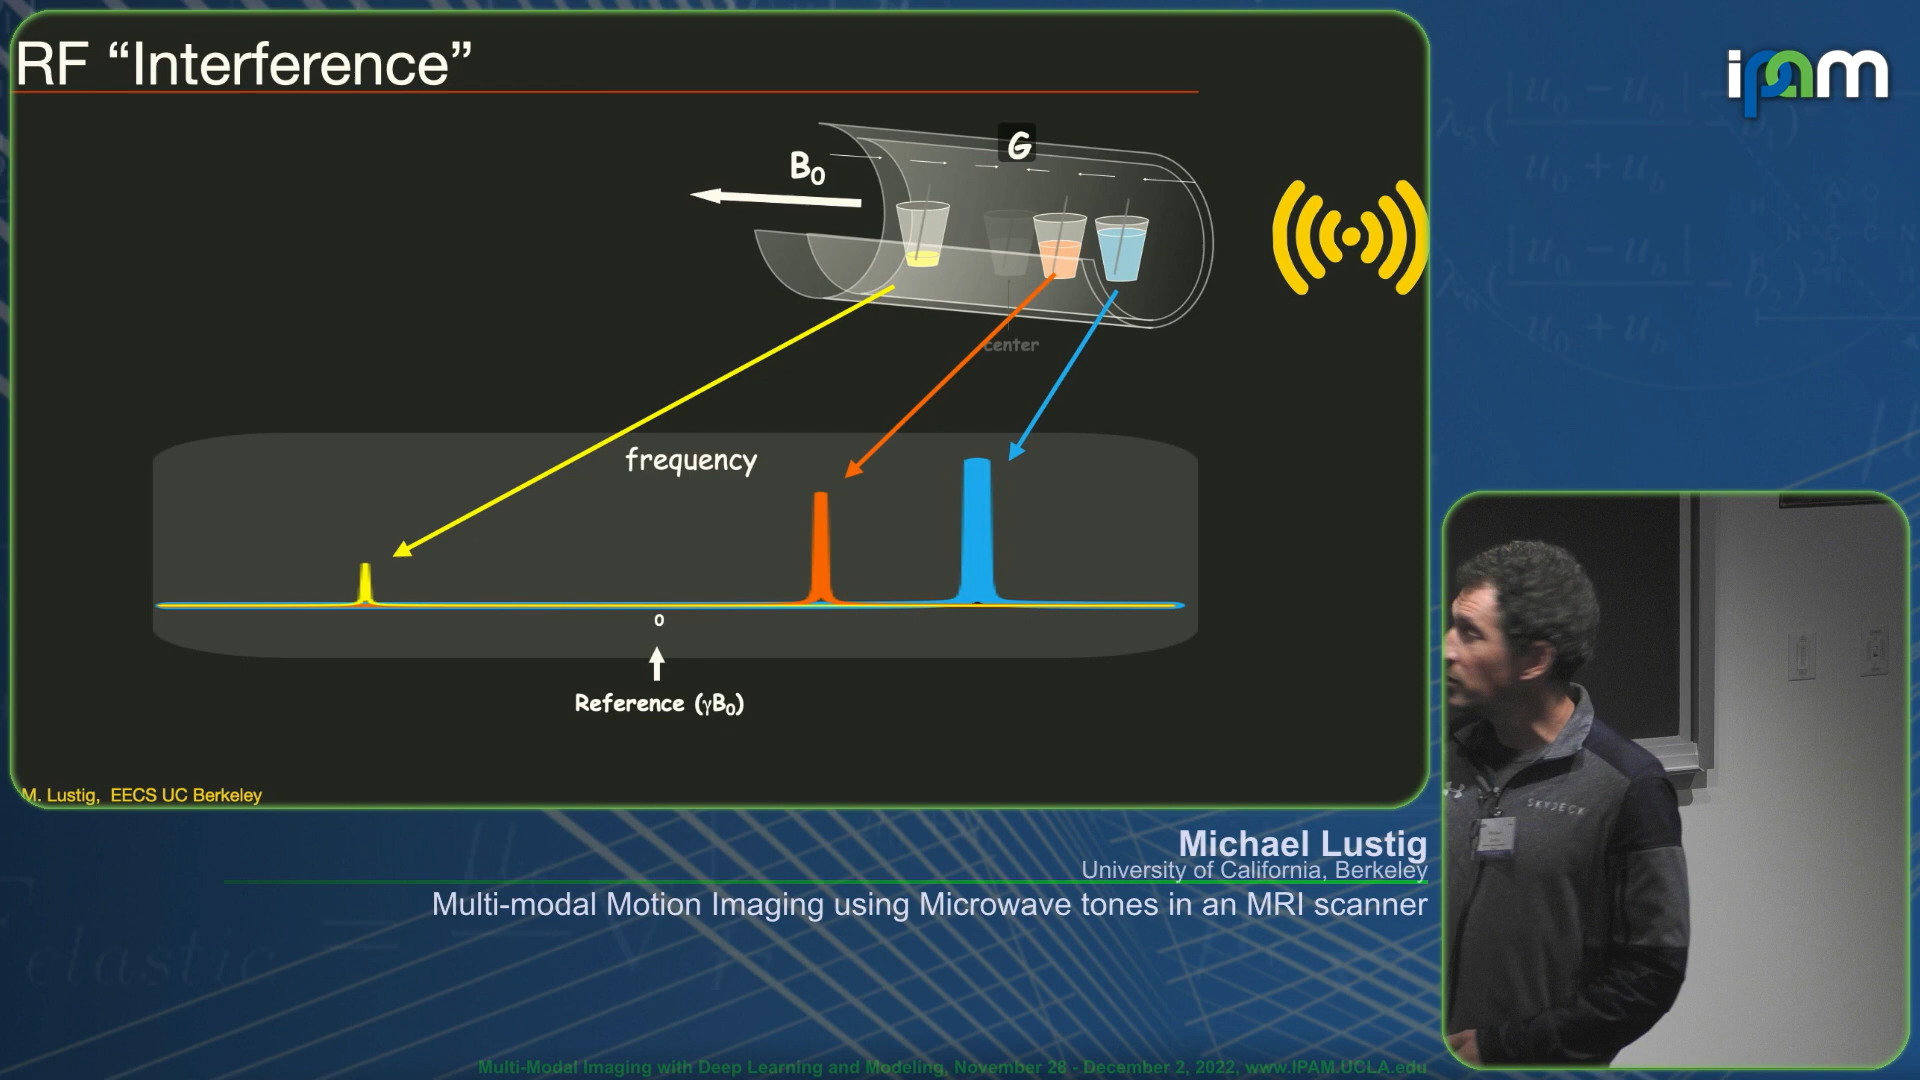 RF “Interference”
ipam
G
B₀
center
frequency
0
Reference (γB₀)
M. Lustig, EECS UC Berkeley
SKYDECK
Michael Lustig
University of California, Berkeley
Multi-modal Motion Imaging using Microwave tones in an MRI scanner
elastic
Multi-Modal Imaging with Deep Learning and Modeling, November 28 - December 2, 2022, www.IPAM.UCLA.edu